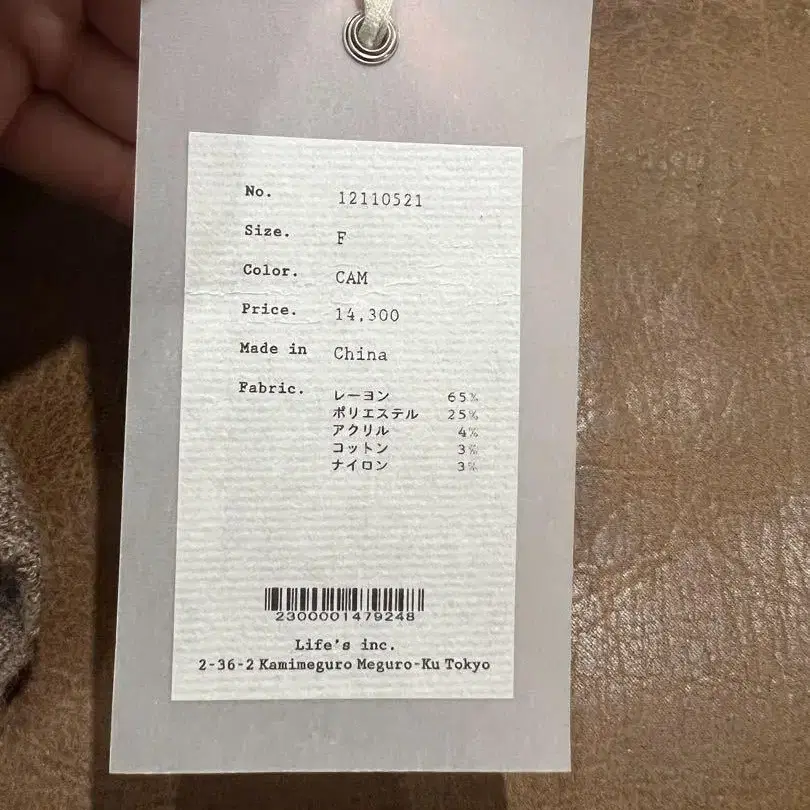 No. 12110521
Size. F
Color. CAM
Price. 14,300
Made in China
Fabric. レーヨン 65%
ポリエステル 25%
アクリル 4%
コットン 3%
ナイロン 3%
2300001479248
Life's inc.
2-36-2 Kamimeguro Meguro-Ku Tokyo